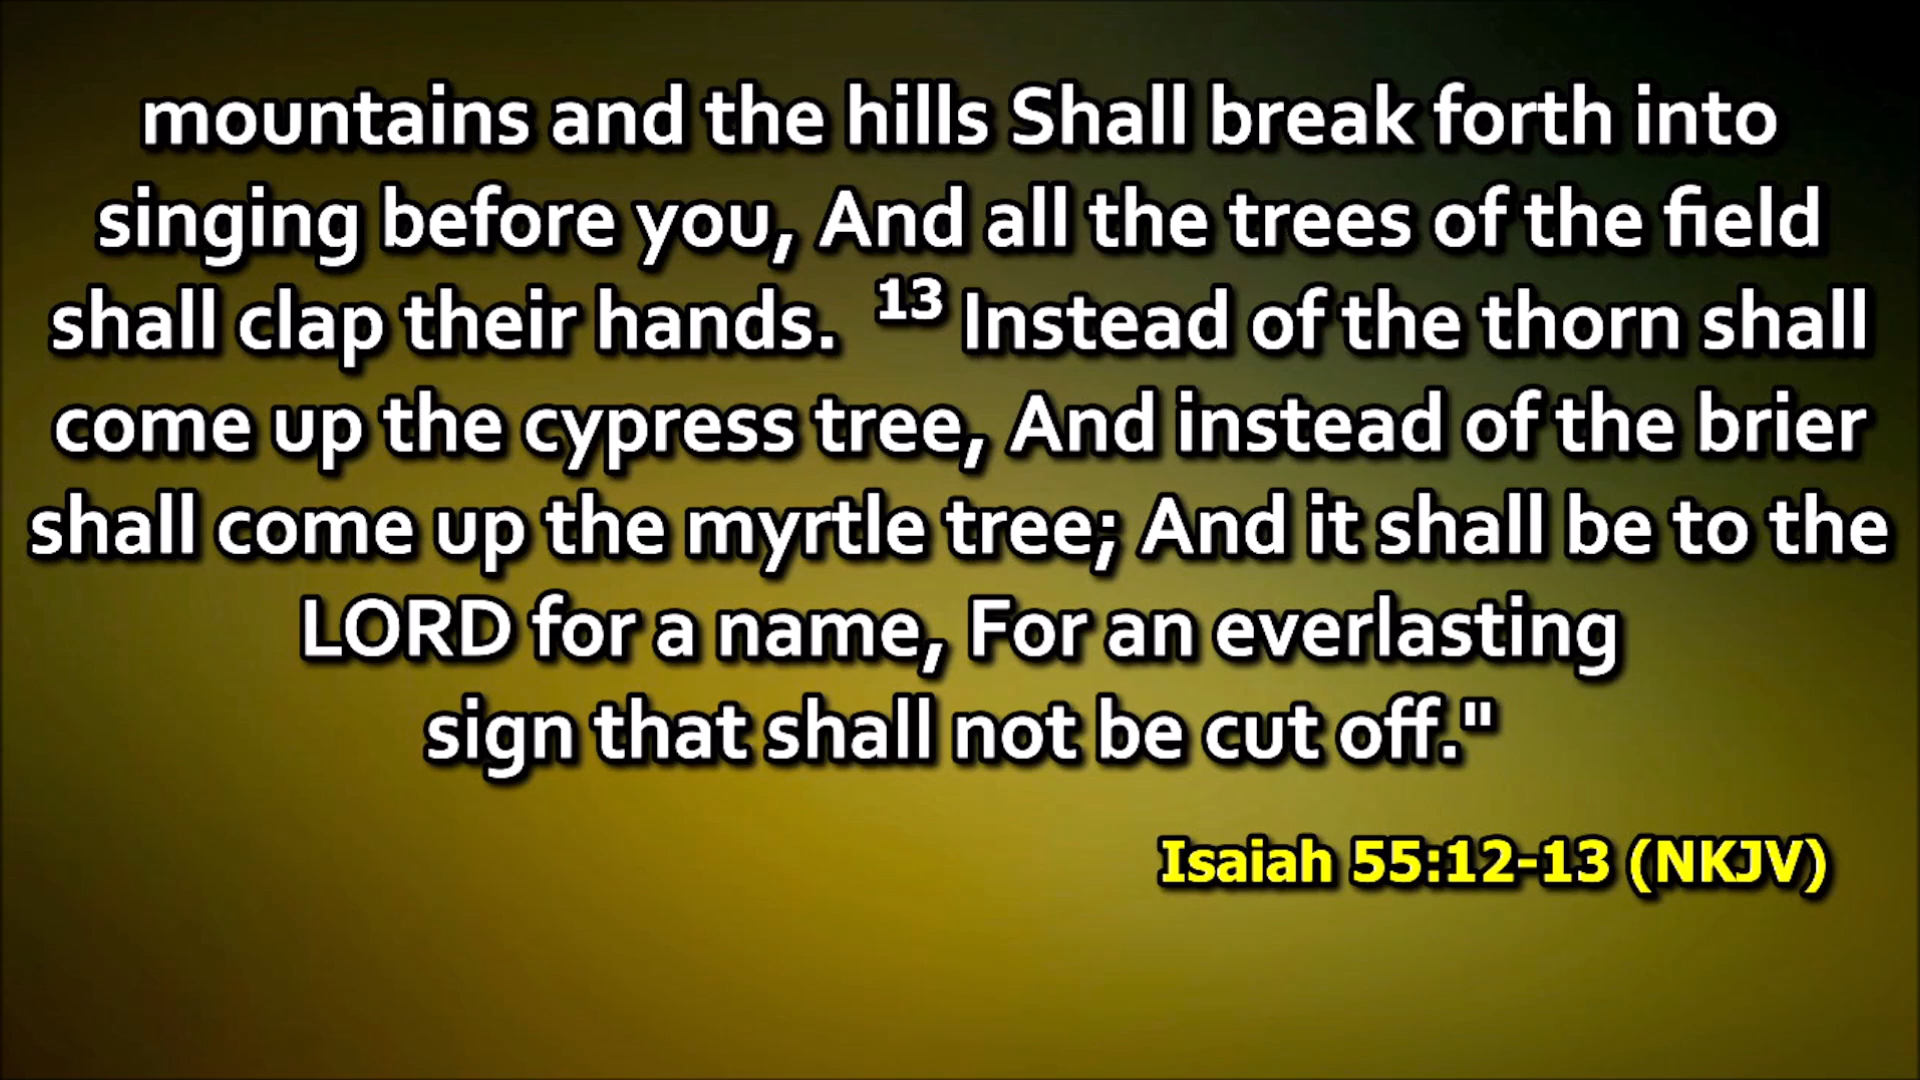 mountains and the hills Shall break forth into
singing before you, And all the trees of the field
shall clap their hands. 13 Instead of the thorn shall
come up the cypress tree, And instead of the brier
shall come up the myrtle tree; And it shall be to the
LORD for a name, For an everlasting
sign that shall not be cut off."
Isaiah 55:12-13 (NKJV)